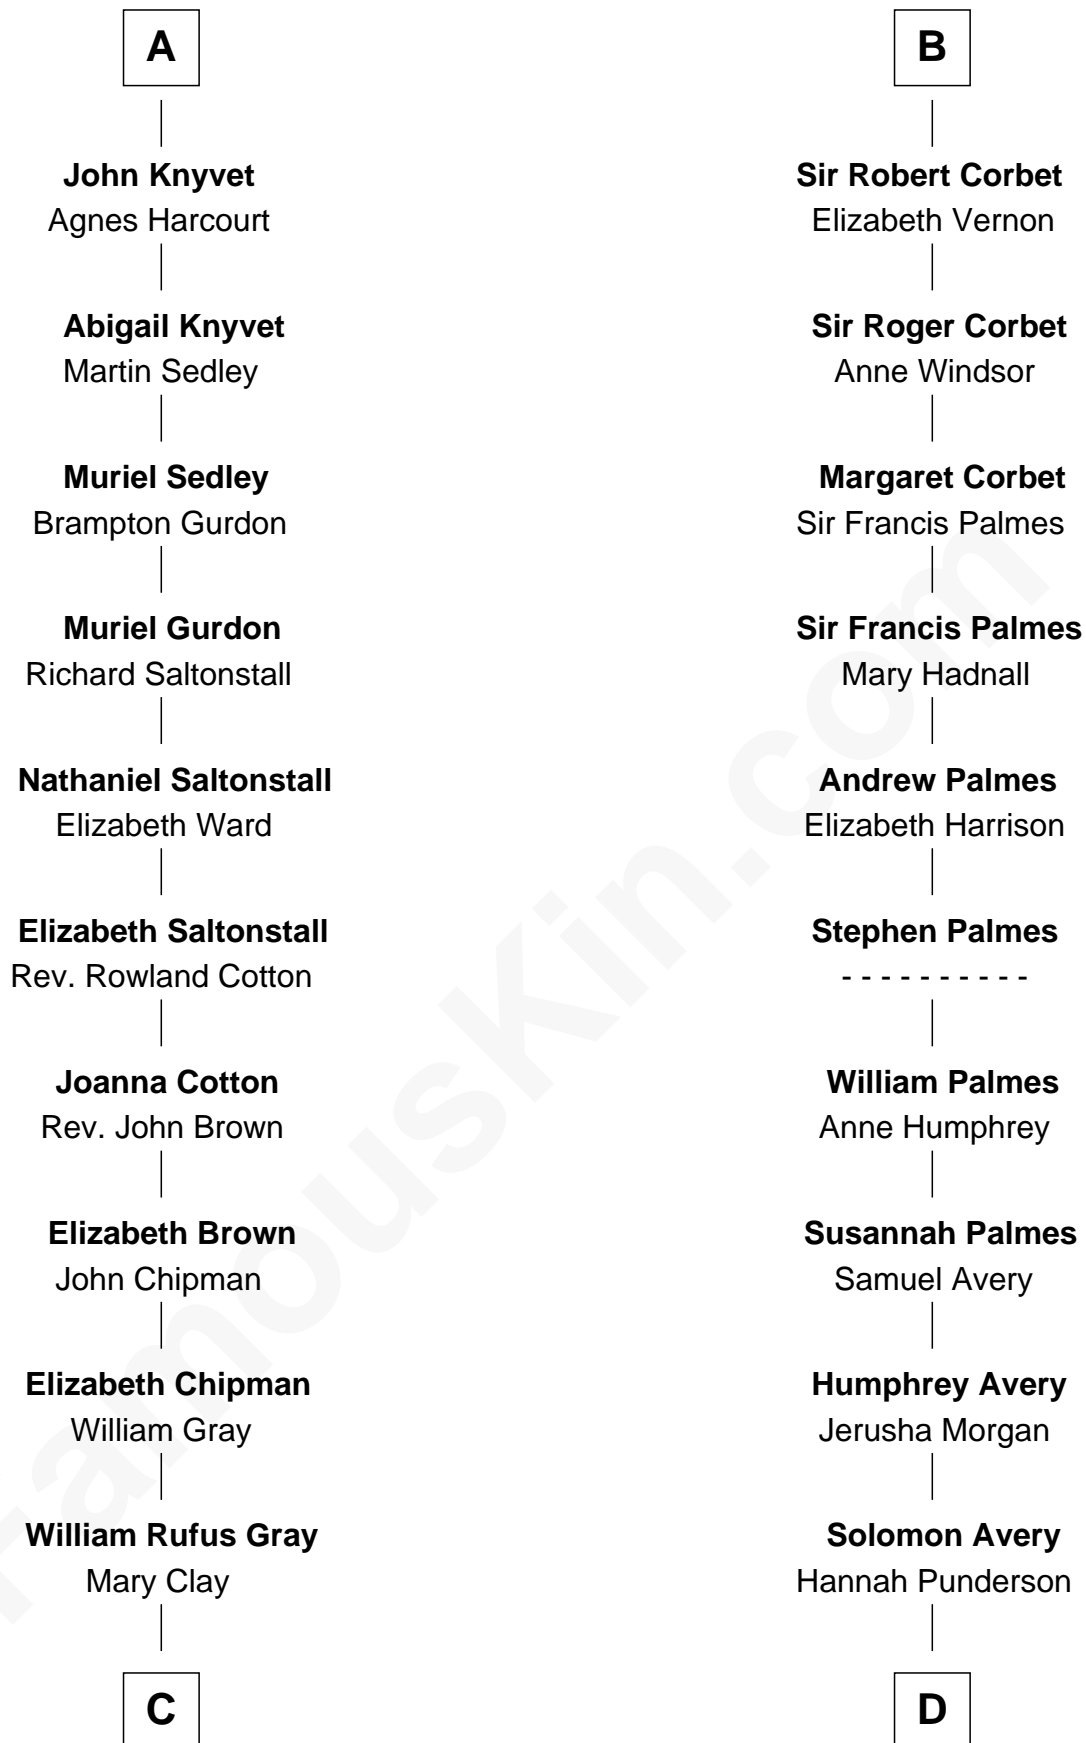 A
John Knyvet
Agnes Harcourt
Abigail Knyvet
Martin Sedley
Muriel Sedley
Brampton Gurdon
Muriel Gurdon
Richard Saltonstall
Nathaniel Saltonstall
Elizabeth Ward
Elizabeth Saltonstall
Rev. Rowland Cotton
Joanna Cotton
Rev. John Brown
Elizabeth Brown
John Chipman
Elizabeth Chipman
William Gray
William Rufus Gray
Mary Clay
C
B
Sir Robert Corbet
Elizabeth Vernon
Sir Roger Corbet
Anne Windsor
Margaret Corbet
Sir Francis Palmes
Sir Francis Palmes
Mary Hadnall
Andrew Palmes
Elizabeth Harrison
Stephen Palmes
- - - - - - - - - -
William Palmes
Anne Humphrey
Susannah Palmes
Samuel Avery
Humphrey Avery
Jerusha Morgan
Solomon Avery
Hannah Punderson
D
FamousKin.com